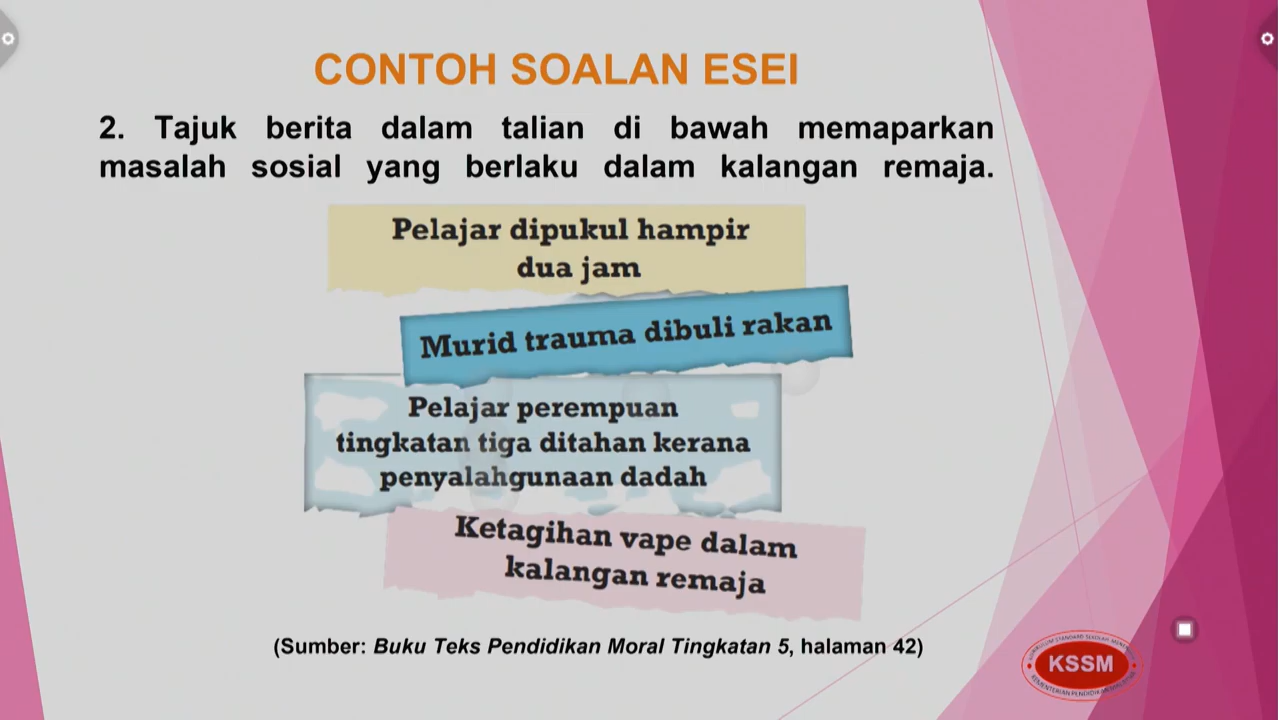 CONTOH SOALAN ESEI
2. Tajuk berita dalam talian di bawah memaparkan
masalah sosial yang berlaku dalam kalangan remaja.
Pelajar dipukul hampir
dua jam
Murid trauma dibuli rakan
Pelajar perempuan
tingkatan tiga ditahan kerana
penyalahgunaan dadah
Ketagihan vape dalam
kalangan remaja
(Sumber: Buku Teks Pendidikan Moral Tingkatan 5, halaman 42)
KSSM